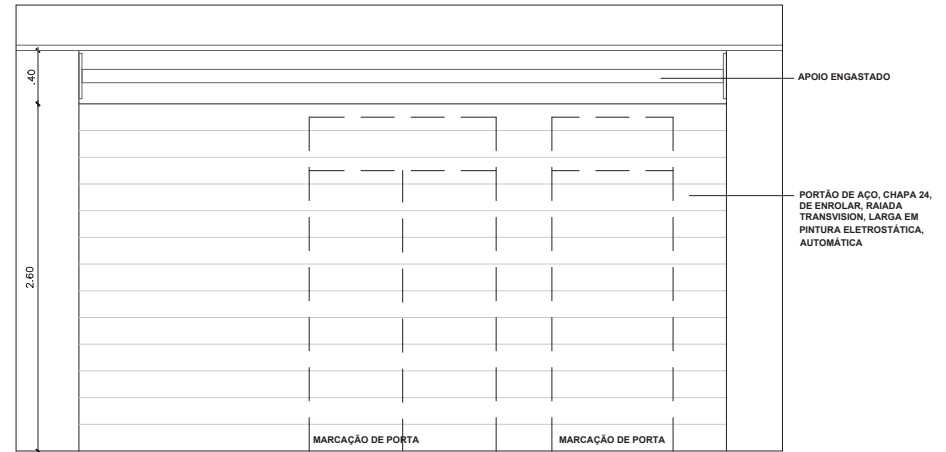 .40
APOIO ENGASTADO
PORTÃO DE AÇO, CHAPA 24,
DE ENROLAR, RAIADA
TRANSVISION, LARGA EM
PINTURA ELETROSTÁTICA,
AUTOMÁTICA
2.60
MARCAÇÃO DE PORTA
MARCAÇÃO DE PORTA